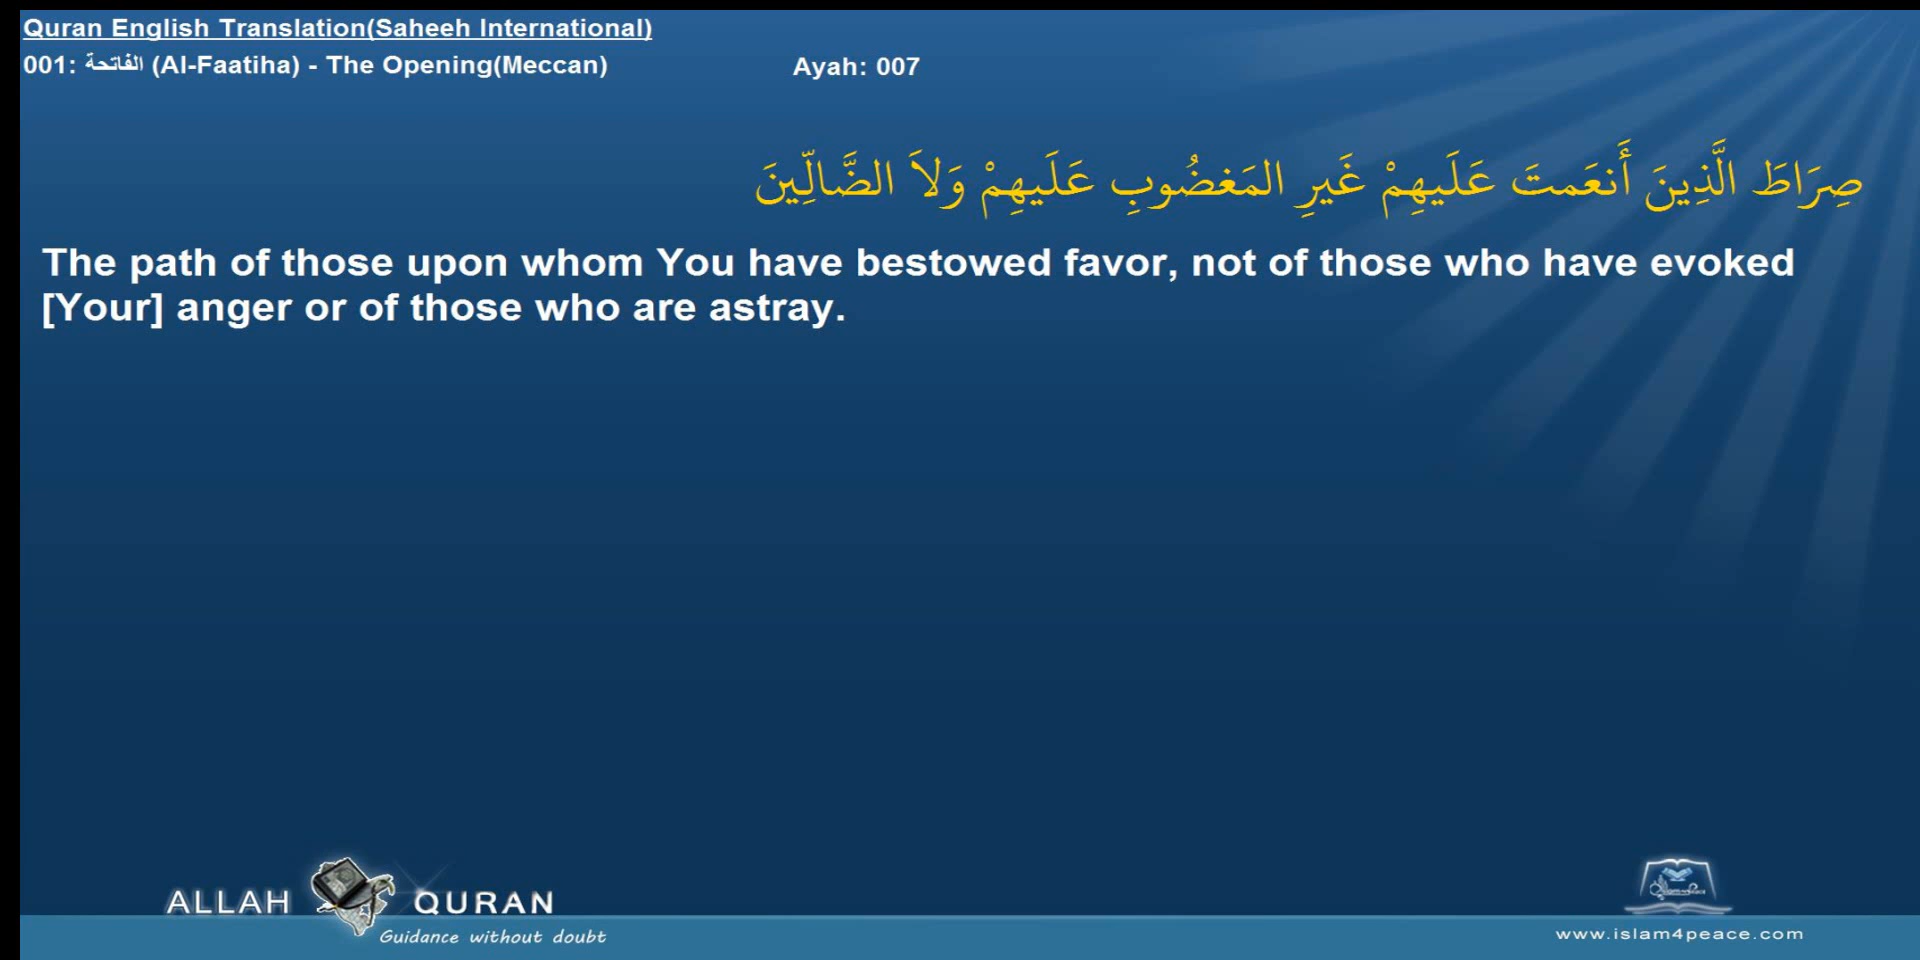 Quran English Translation(Saheeh International)
001: الفاتحة (Al-Faatiha) - The Opening(Meccan)
Ayah: 007
صِرَاطَ الَّذِينَ أَنعَمتَ عَلَيهِمْ غَيرِ المَغضُوبِ عَلَيهِمْ وَلاَ الضَّالِّينَ
The path of those upon whom You have bestowed favor, not of those who have evoked
[Your] anger or of those who are astray.
ALLAH QURAN
Guidance without doubt
www.islam4peace.com